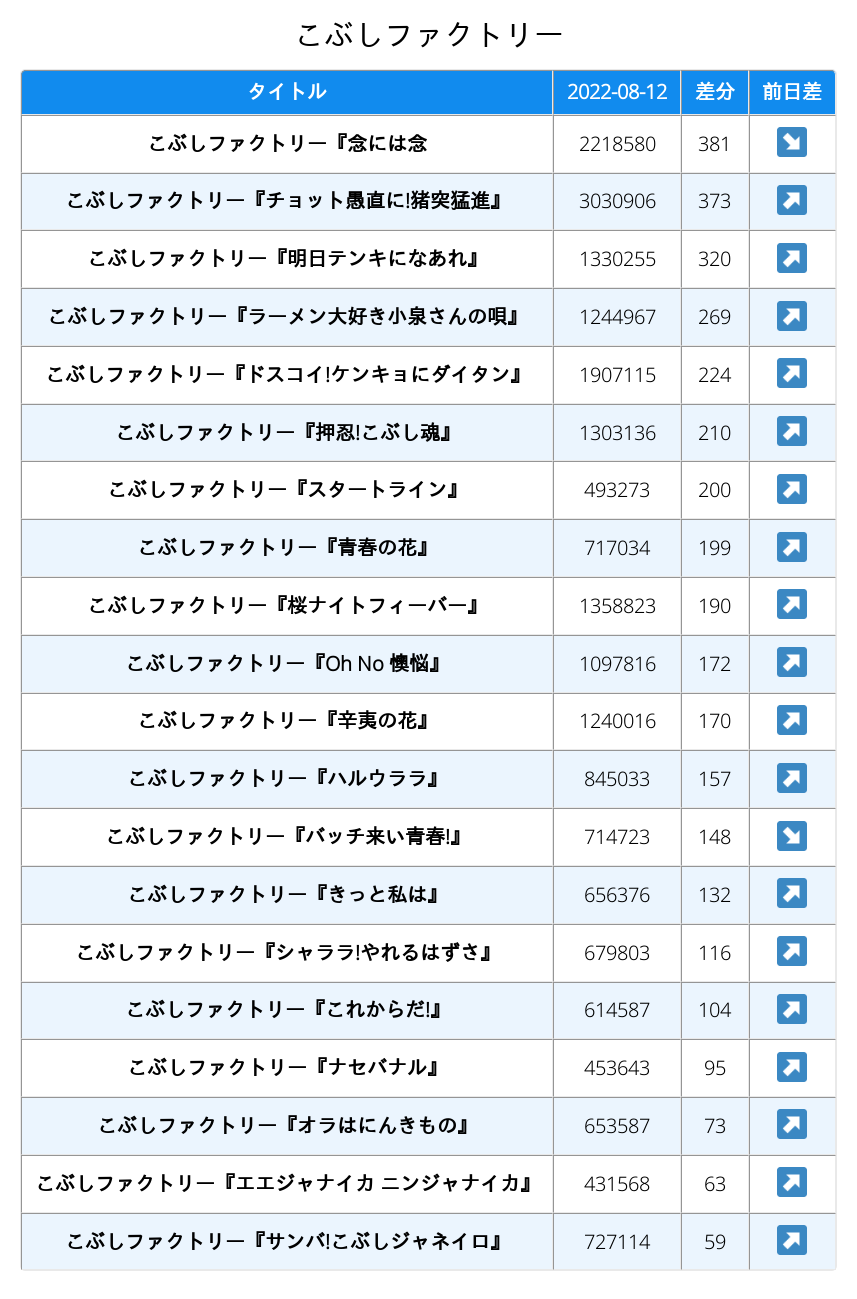 こぶしファクトリー
タイトル 2022-08-12 差分 前日差
こぶしファクトリー『念には念 2218580 381 ↘
こぶしファクトリー『チョット愚直に!猪突猛進』 3030906 373 ↗
こぶしファクトリー『明日テンキになあれ』 1330255 320 ↗
こぶしファクトリー『ラーメン大好き小泉さんの唄』 1244967 269 ↗
こぶしファクトリー『ドスコイ!ケンキョにダイタン』 1907115 224 ↗
こぶしファクトリー『押忍!こぶし魂』 1303136 210 ↗
こぶしファクトリー『スタートライン』 493273 200 ↗
こぶしファクトリー『青春の花』 717034 199 ↗
こぶしファクトリー『桜ナイトフィーバー』 1358823 190 ↗
こぶしファクトリー『Oh No 懊悩』 1097816 172 ↗
こぶしファクトリー『辛夷の花』 1240016 170 ↗
こぶしファクトリー『ハルウララ』 845033 157 ↗
こぶしファクトリー『バッチ来い青春!』 714723 148 ↘
こぶしファクトリー『きっと私は』 656376 132 ↗
こぶしファクトリー『シャララ!やれるはずさ』 679803 116 ↗
こぶしファクトリー『これからだ!』 614587 104 ↗
こぶしファクトリー『ナセバナル』 453643 95 ↗
こぶしファクトリー『オラはにんきもの』 653587 73 ↗
こぶしファクトリー『エエジャナイカ ニンジャナイカ』 431568 63 ↗
こぶしファクトリー『サンバ!こぶしジャネイロ』 727114 59 ↗